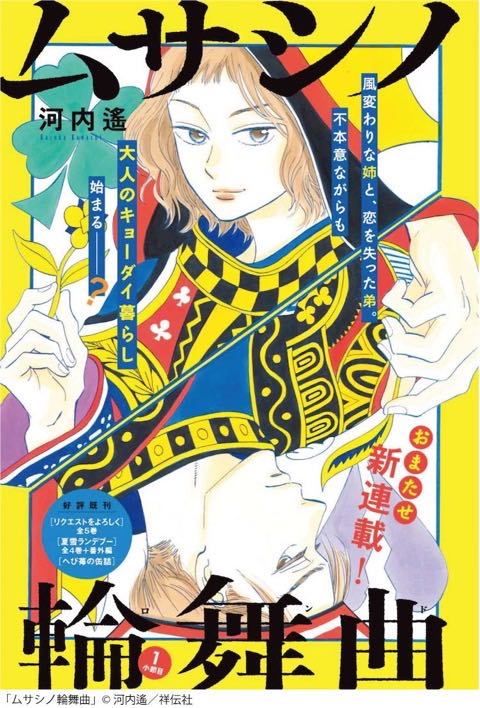 ムサシノ
河内遙
Haruka Kawachi
風変わりな姉と、恋を失った弟。
不本意ながらも
大人のキョーダイ暮らし
始まる——？
おまたせ
新連載！
好評既刊
［リクエストをよろしく］
全5巻
［夏雪ランデブー］
全4巻＋番外編
［へび苺の缶詰］
ロンド
輪舞曲
1
小節目
「ムサシノ輪舞曲」© 河内遙／祥伝社